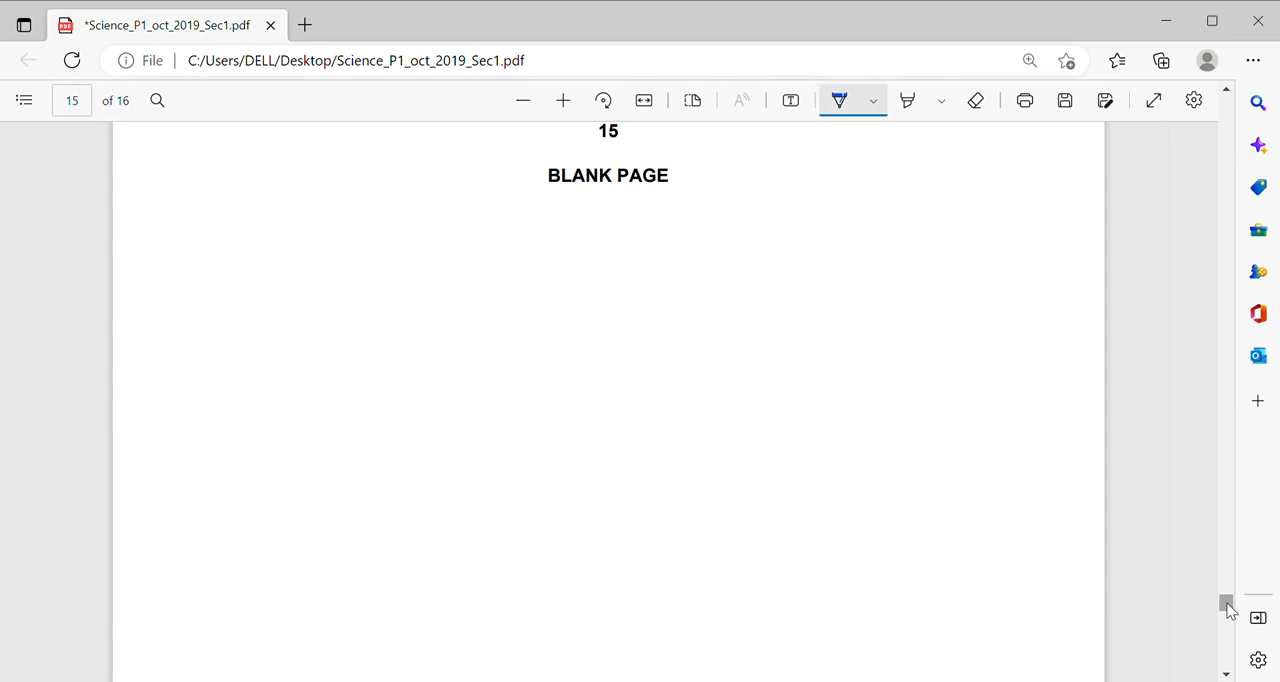 *Science_P1_oct_2019_Sec1.pdf
File
C:/Users/DELL/Desktop/Science_P1_oct_2019_Sec1.pdf
15 of 16
15
BLANK PAGE